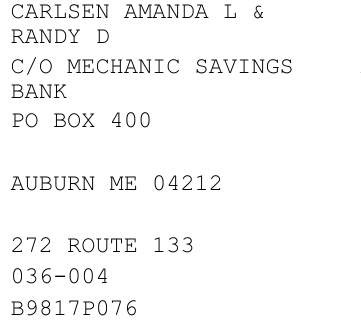 CARLSEN AMANDA L &
RANDY D
C/O MECHANIC SAVINGS
BANK
PO BOX 400
AUBURN ME 04212
272 ROUTE 133
036-004
B9817P076